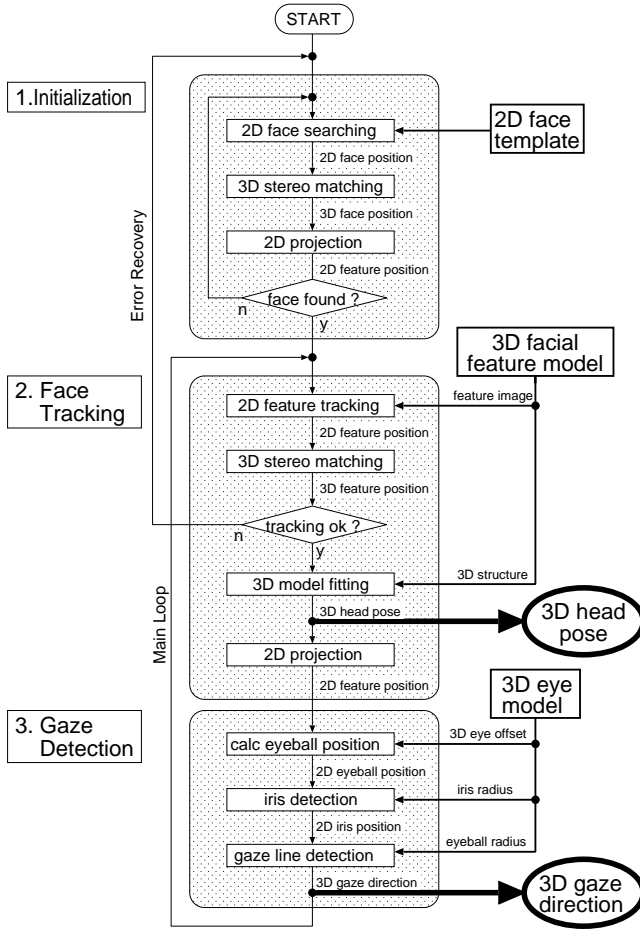 START
1.Initialization
2D face searching
2D face
template
2D face position
3D stereo matching
3D face position
2D projection
2D feature position
face found ?
n
y
Error Recovery
3D facial
feature model
2. Face
Tracking
feature image
2D feature tracking
2D feature position
3D stereo matching
3D feature position
tracking ok ?
n
y
3D structure
3D model fitting
3D head pose
3D head
pose
Main Loop
2D projection
2D feature position
3D eye
model
3. Gaze
Detection
3D eye offset
calc eyeball position
2D eyeball position
iris radius
iris detection
2D iris position
eyeball radius
gaze line detection
3D gaze direction
3D gaze
direction